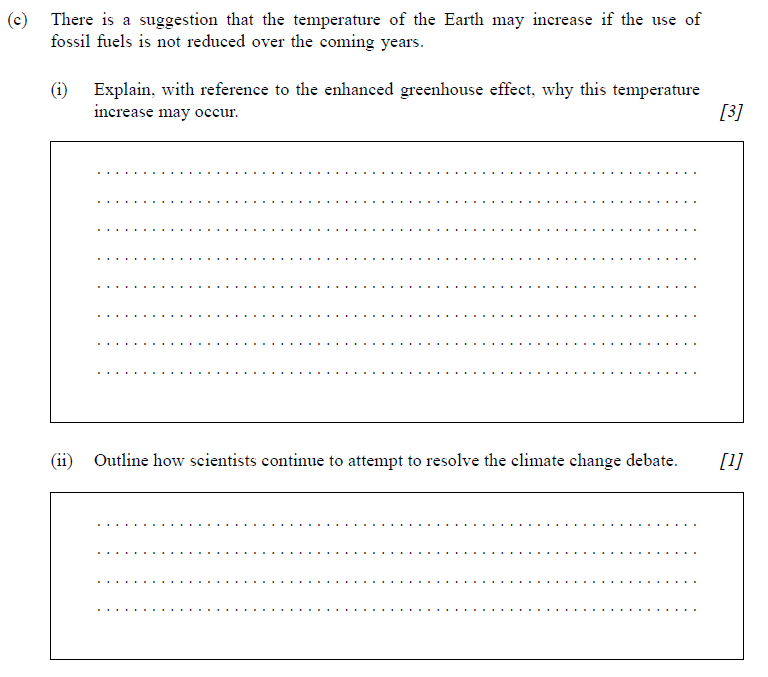 (c) There is a suggestion that the temperature of the Earth may increase if the use of
fossil fuels is not reduced over the coming years.
(i) Explain, with reference to the enhanced greenhouse effect, why this temperature
increase may occur. [3]
(ii) Outline how scientists continue to attempt to resolve the climate change debate. [1]